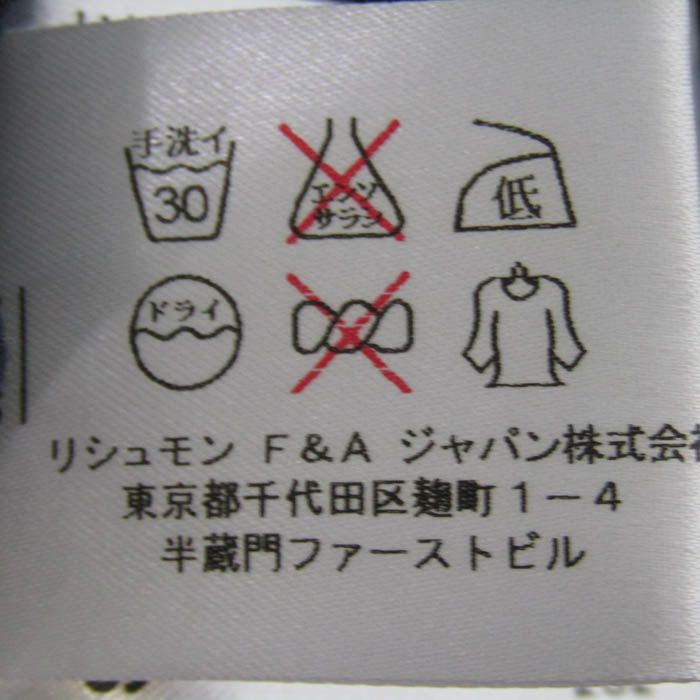 手洗イ
30
エンソ
サラシ
低
ドライ
リシュモン F&A ジャパン株式会社
東京都千代田区麹町1-4
半蔵門ファーストビル